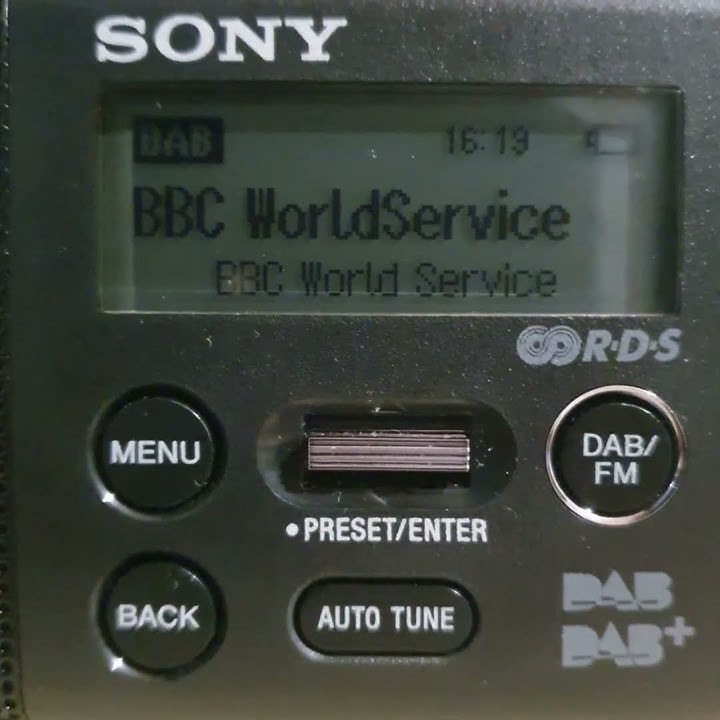 SONY
DAB 16:19
BBC WorldService
BBC World Service
R·D·S
MENU
DAB/
FM
•PRESET/ENTER
BACK
AUTO TUNE
DAB
DAB+